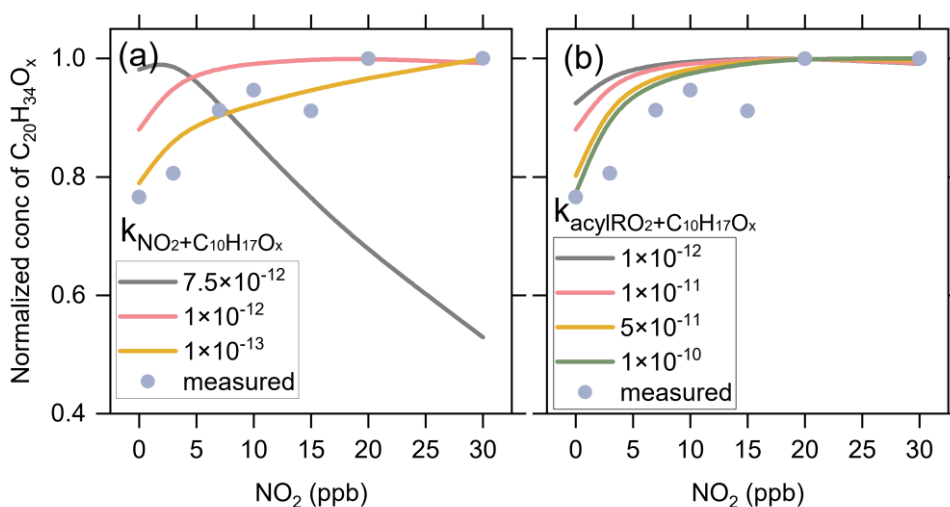 Normalized conc of C₂₀H₃₄Oₓ
(a)
1.0
0.8
0.6
0.4
k_NO₂+C₁₀H₁₇Oₓ
7.5×10⁻¹²
1×10⁻¹²
1×10⁻¹³
measured
0 5 10 15 20 25 30
NO₂ (ppb)
(b)
k_acylRO₂+C₁₀H₁₇Oₓ
1×10⁻¹²
1×10⁻¹¹
5×10⁻¹¹
1×10⁻¹⁰
measured
0 5 10 15 20 25 30
NO₂ (ppb)